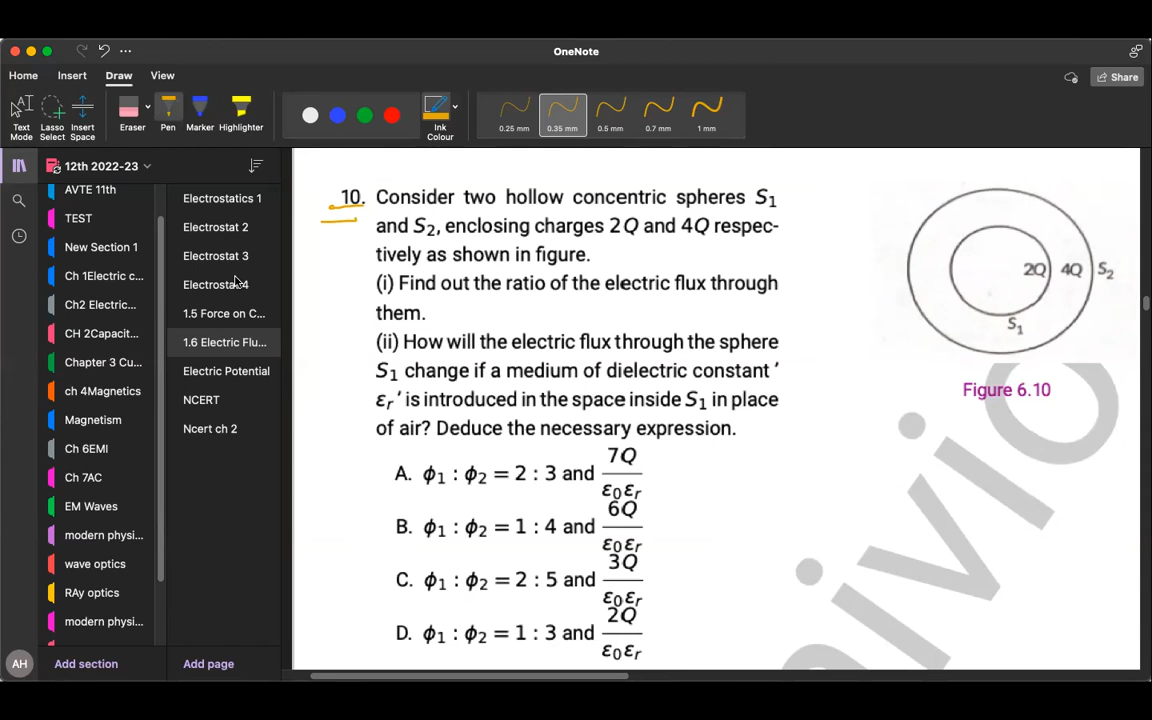 OneNote
Home Insert Draw View
Share
Text Mode
Lasso Select
Insert Space
Eraser
Pen
Marker
Highlighter
Ink Colour
0.25 mm
0.35 mm
0.5 mm
0.7 mm
1 mm
12th 2022-23
AVTE 11th
TEST
New Section 1
Ch 1Electric c...
Ch2 Electric...
CH 2Capacit...
Chapter 3 Cu...
ch 4Magnetics
Magnetism
Ch 6EMI
Ch 7AC
EM Waves
modern physi...
wave optics
RAy optics
modern physi...
Add section
AH
Electrostatics 1
Electrostat 2
Electrostat 3
Electrostat 4
1.5 Force on C...
1.6 Electric Flu...
Electric Potential
NCERT
Ncert ch 2
Add page
10. Consider two hollow concentric spheres S₁
and S₂, enclosing charges 2Q and 4Q respec-
tively as shown in figure.
(i) Find out the ratio of the electric flux through
them.
(ii) How will the electric flux through the sphere
S₁ change if a medium of dielectric constant '
εᵣ' is introduced in the space inside S₁ in place
of air? Deduce the necessary expression.
A. ϕ₁ : ϕ₂ = 2 : 3 and 7Q/ε₀εᵣ
B. ϕ₁ : ϕ₂ = 1 : 4 and 6Q/ε₀εᵣ
C. ϕ₁ : ϕ₂ = 2 : 5 and 3Q/ε₀εᵣ
D. ϕ₁ : ϕ₂ = 1 : 3 and 2Q/ε₀εᵣ
2Q 4Q S₂
S₁
Figure 6.10